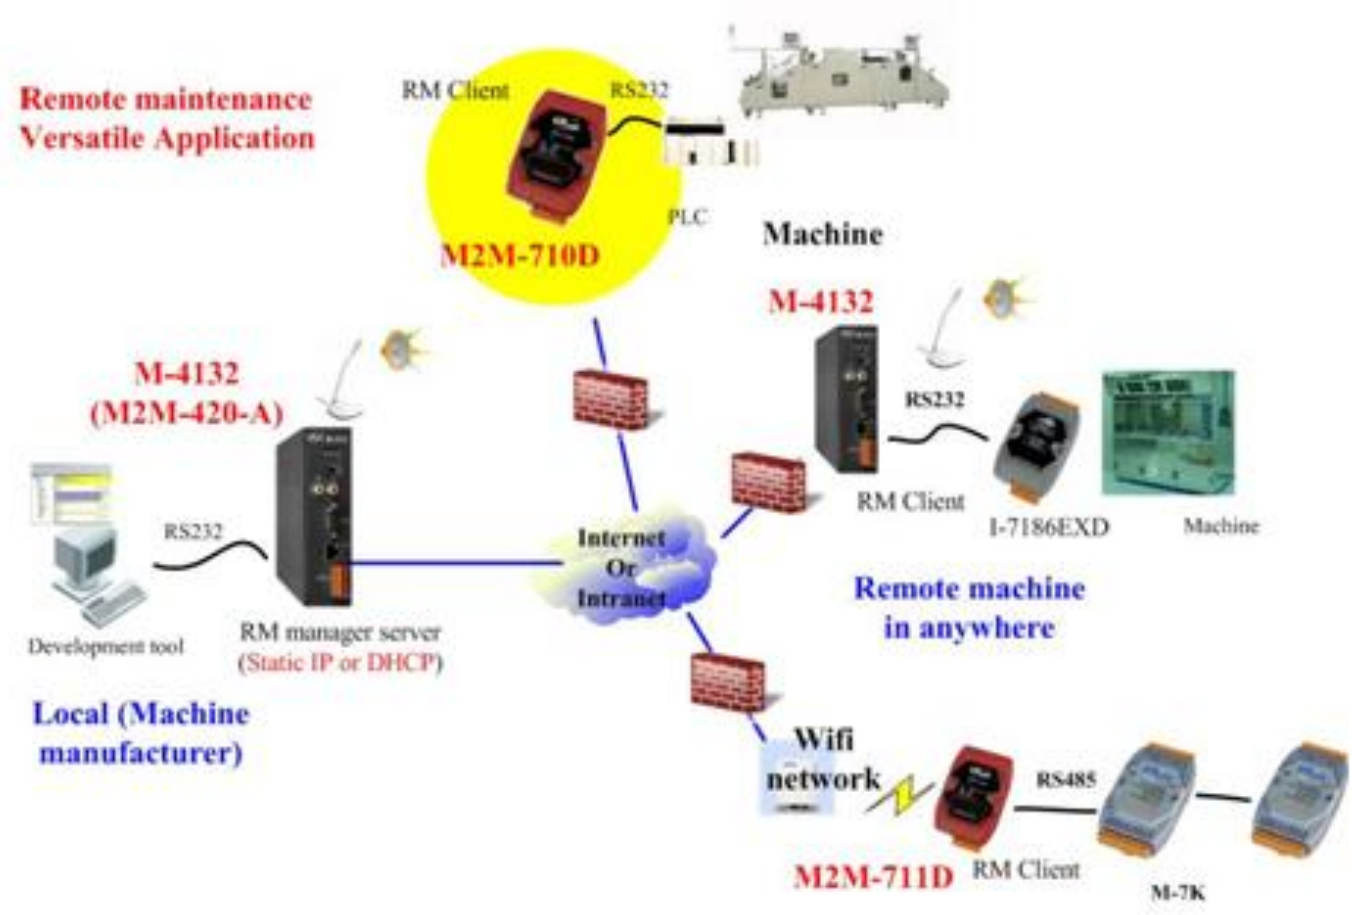 Remote maintenance
Versatile Application
RM Client
RS232
PLC
M2M-710D
Machine
M-4132
RS232
RM Client
I-7186EXD
Machine
Remote machine
in anywhere
M-4132
(M2M-420-A)
RS232
Development tool
RM manager server
(Static IP or DHCP)
Local (Machine
manufacturer)
Internet
Or
Intranet
Wifi
network
RS485
M2M-711D
RM Client
M-7K